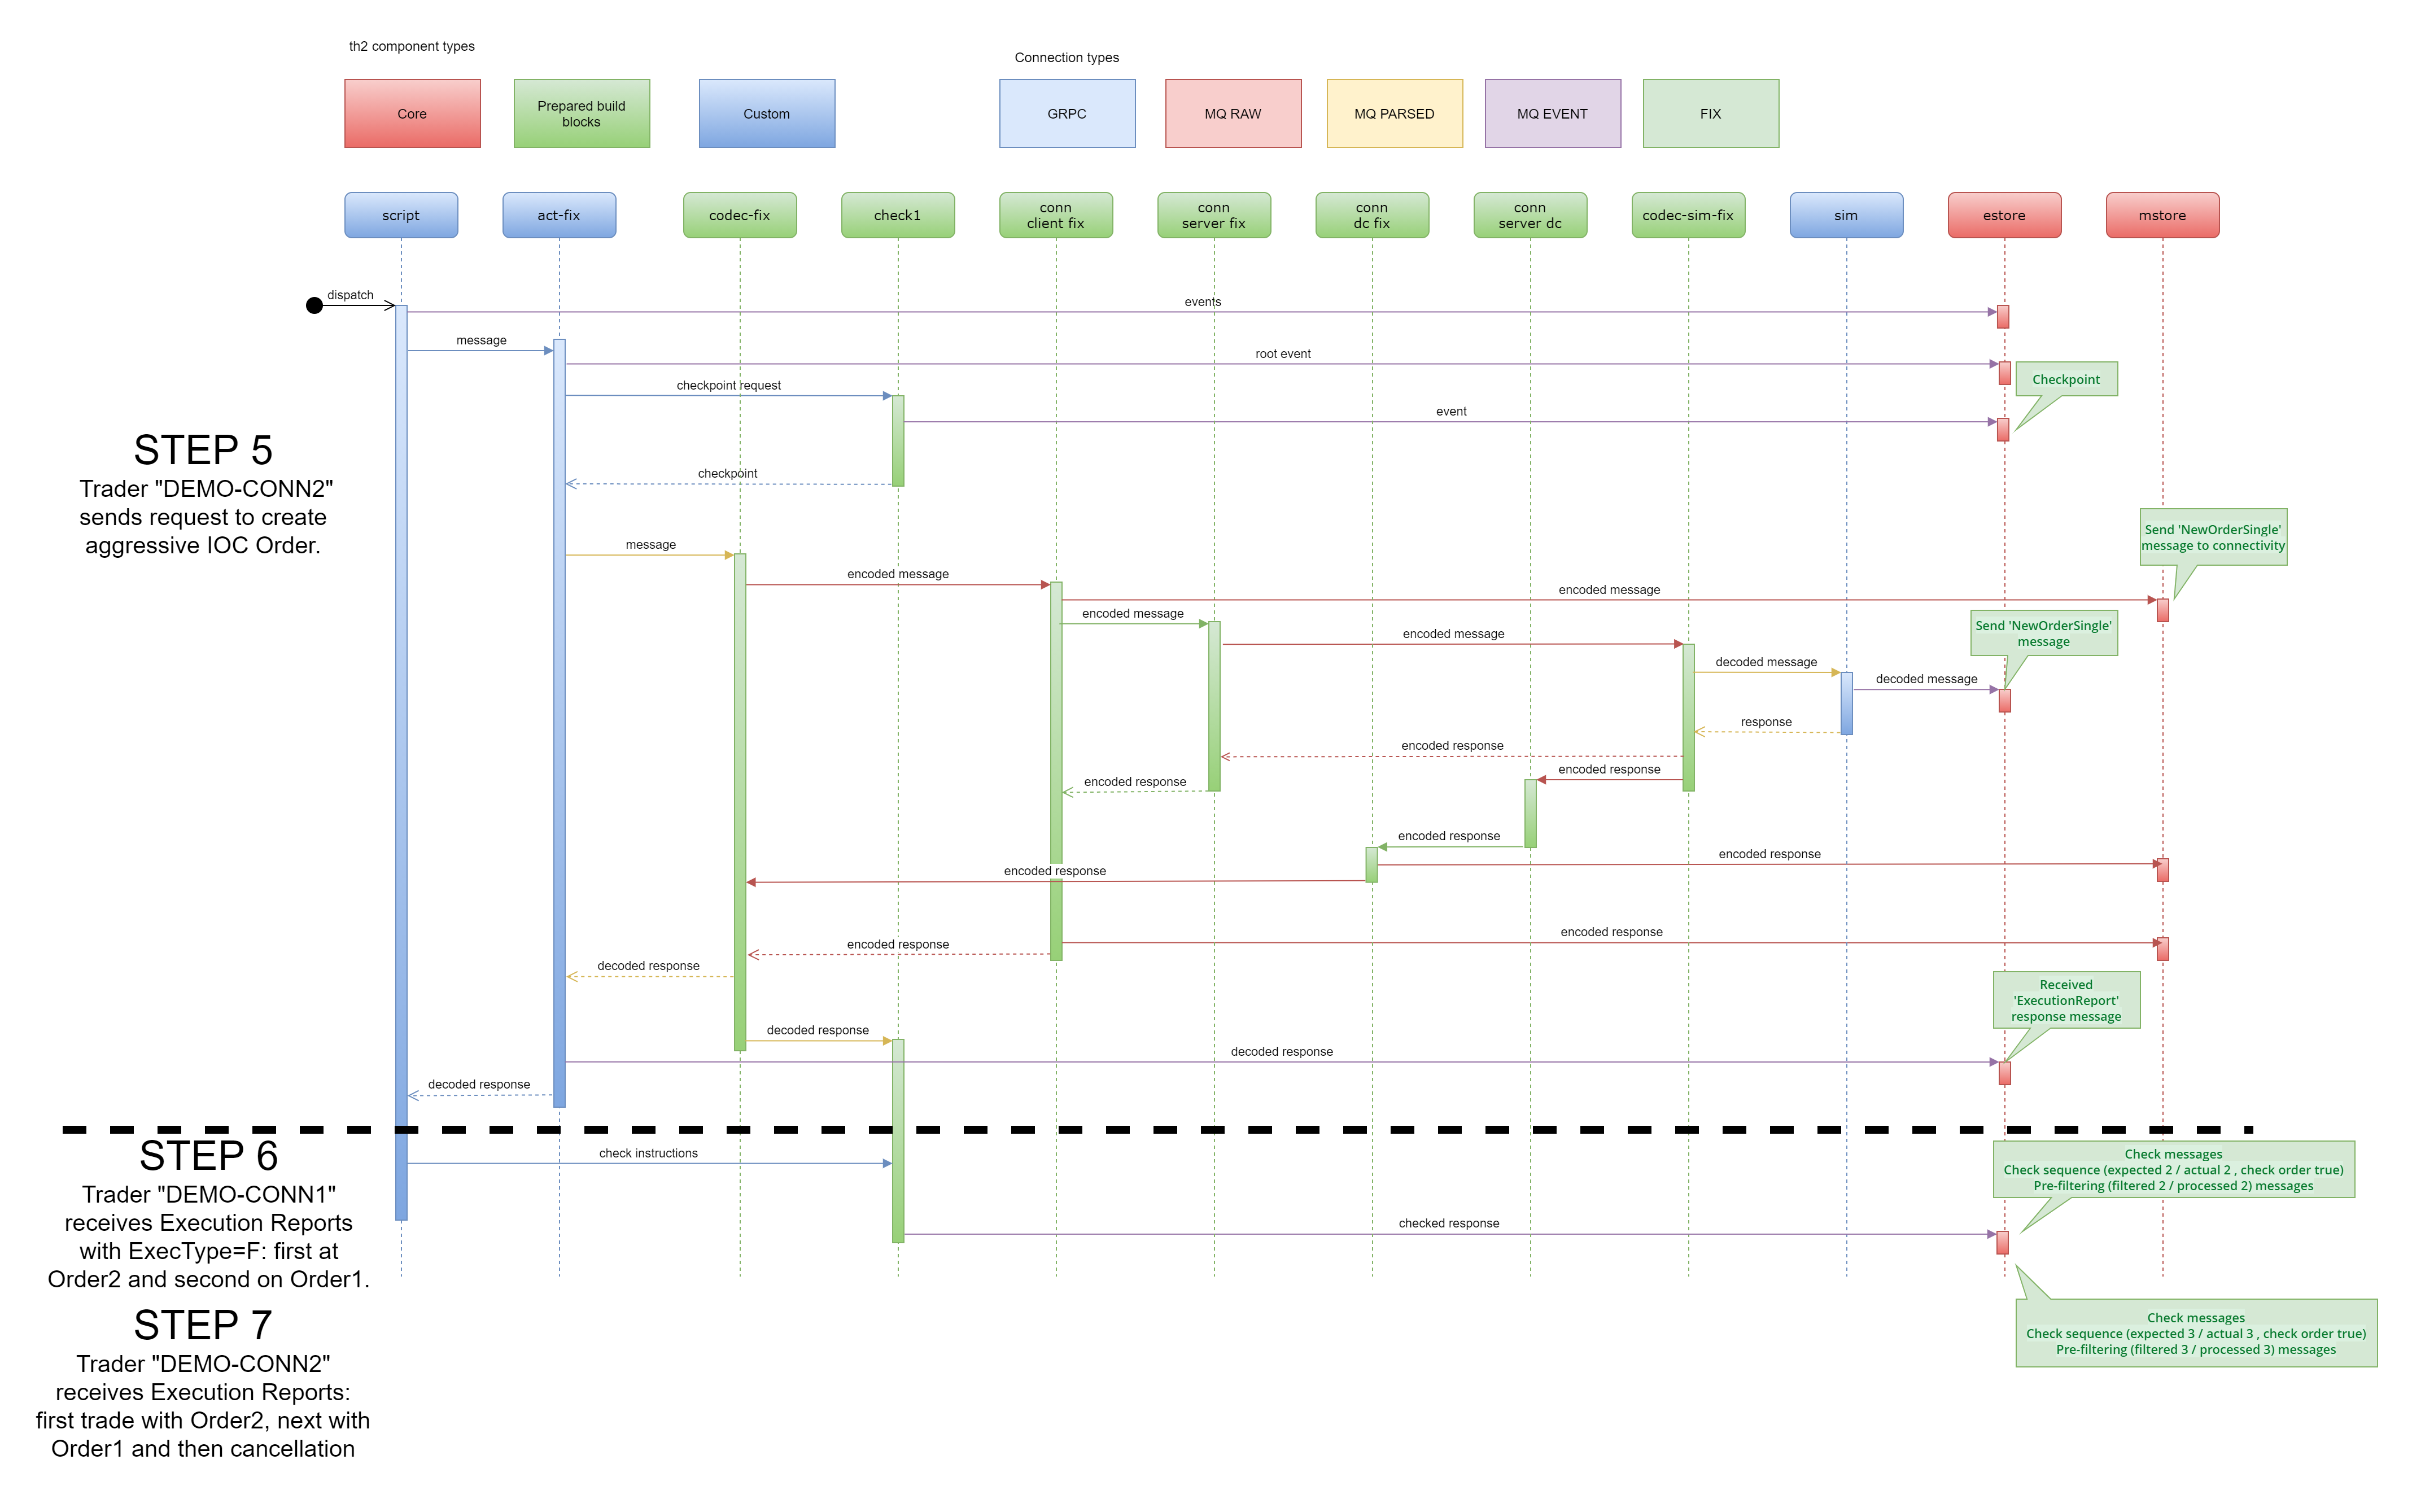 th2 component types
Connection types
Core
Prepared build
blocks
Custom
GRPC
MQ RAW
MQ PARSED
MQ EVENT
FIX
script
act-fix
codec-fix
check1
conn
client fix
conn
server fix
conn
dc fix
conn
server dc
codec-sim-fix
sim
estore
mstore
dispatch
events
message
root event
Checkpoint
checkpoint request
event
STEP 5
Trader "DEMO-CONN2"
sends request to create
aggressive IOC Order.
checkpoint
Send 'NewOrderSingle'
message to connectivity
message
encoded message
encoded message
encoded message
Send 'NewOrderSingle'
message
encoded message
decoded message
decoded message
response
encoded response
encoded response
encoded response
encoded response
encoded response
encoded response
encoded response
encoded response
decoded response
Received
'ExecutionReport'
response message
decoded response
decoded response
decoded response
STEP 6
Trader "DEMO-CONN1"
receives Execution Reports
with ExecType=F: first at
Order2 and second on Order1.
check instructions
Check messages
Check sequence (expected 2 / actual 2 , check order true)
Pre-filtering (filtered 2 / processed 2) messages
checked response
STEP 7
Trader "DEMO-CONN2"
receives Execution Reports:
first trade with Order2, next with
Order1 and then cancellation
Check messages
Check sequence (expected 3 / actual 3 , check order true)
Pre-filtering (filtered 3 / processed 3) messages